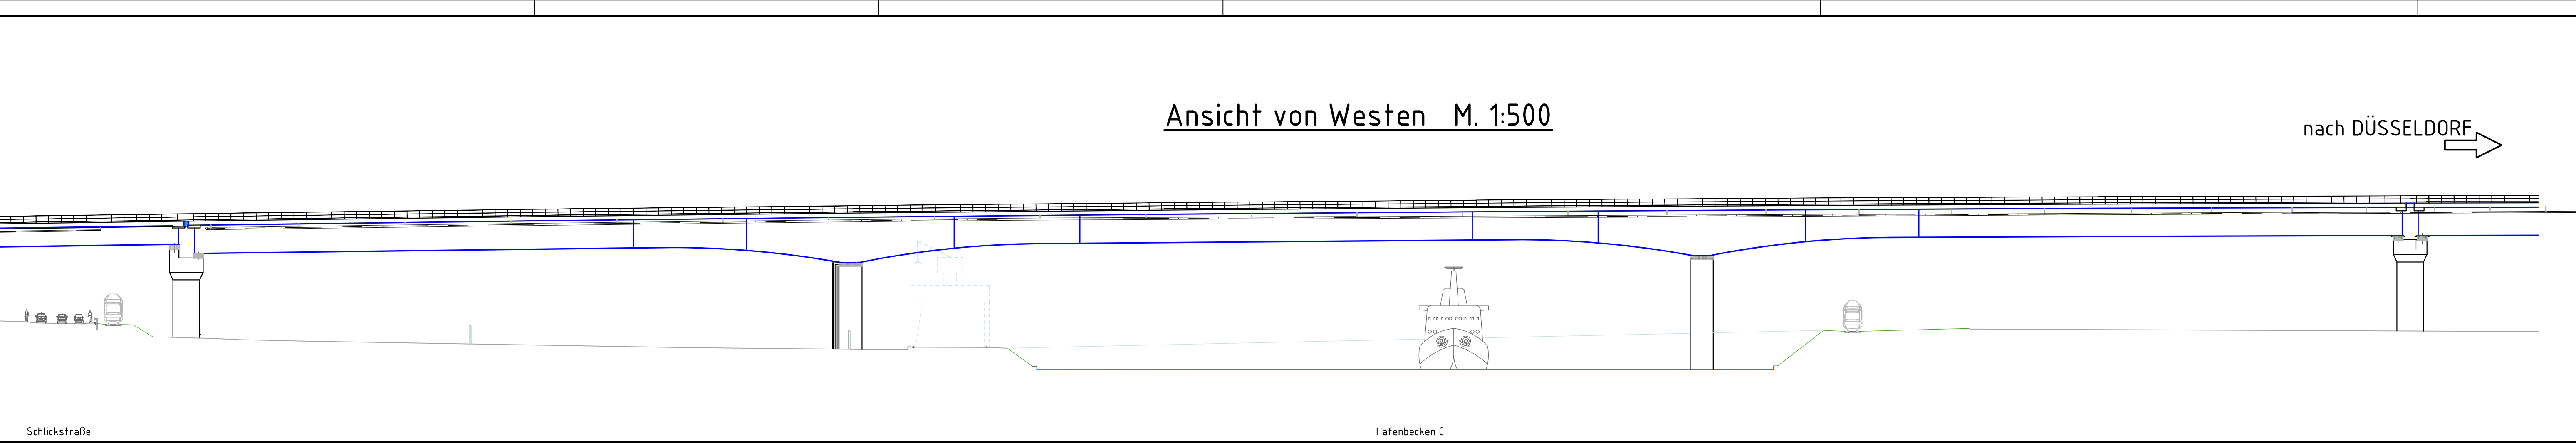 Ansicht von Westen M. 1:500
nach DÜSSELDORF
Schlickstraße
Hafenbecken C